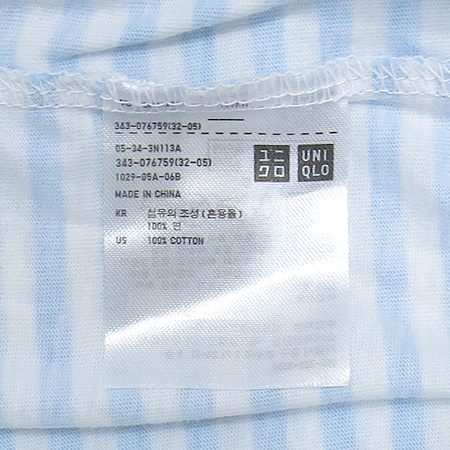 343-076759(32-05)
05-34-3N113A
343-076759(32-05)
1029-05A-06B
MADE IN CHINA
KR 섬유의 조성(혼용율)
100% 면
US 100% COTTON
ユニ
クロ
UNI
QLO